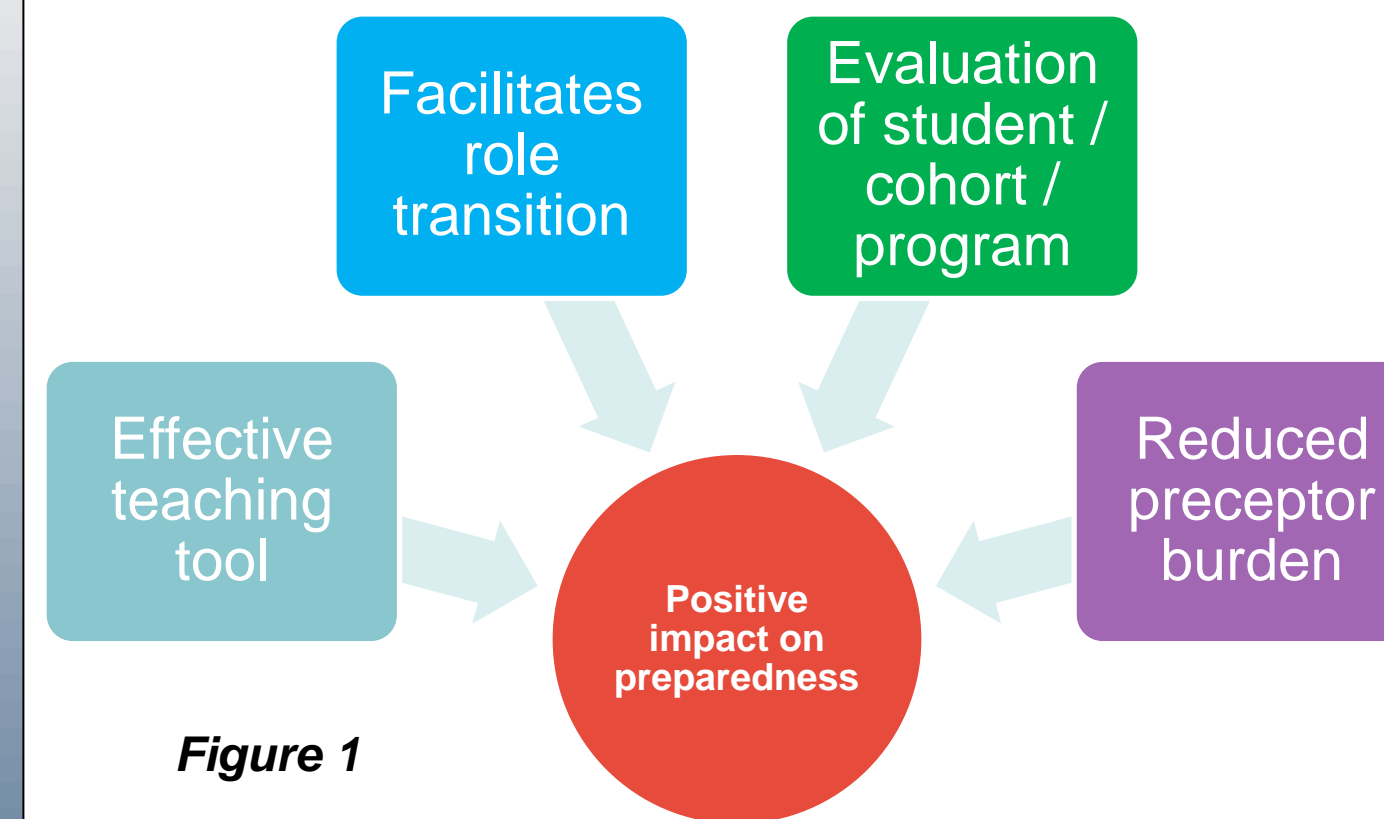 Facilitates
role
transition
Evaluation
of student /
cohort /
program
Effective
teaching
tool
Reduced
preceptor
burden
Positive
impact on
preparedness
Figure 1